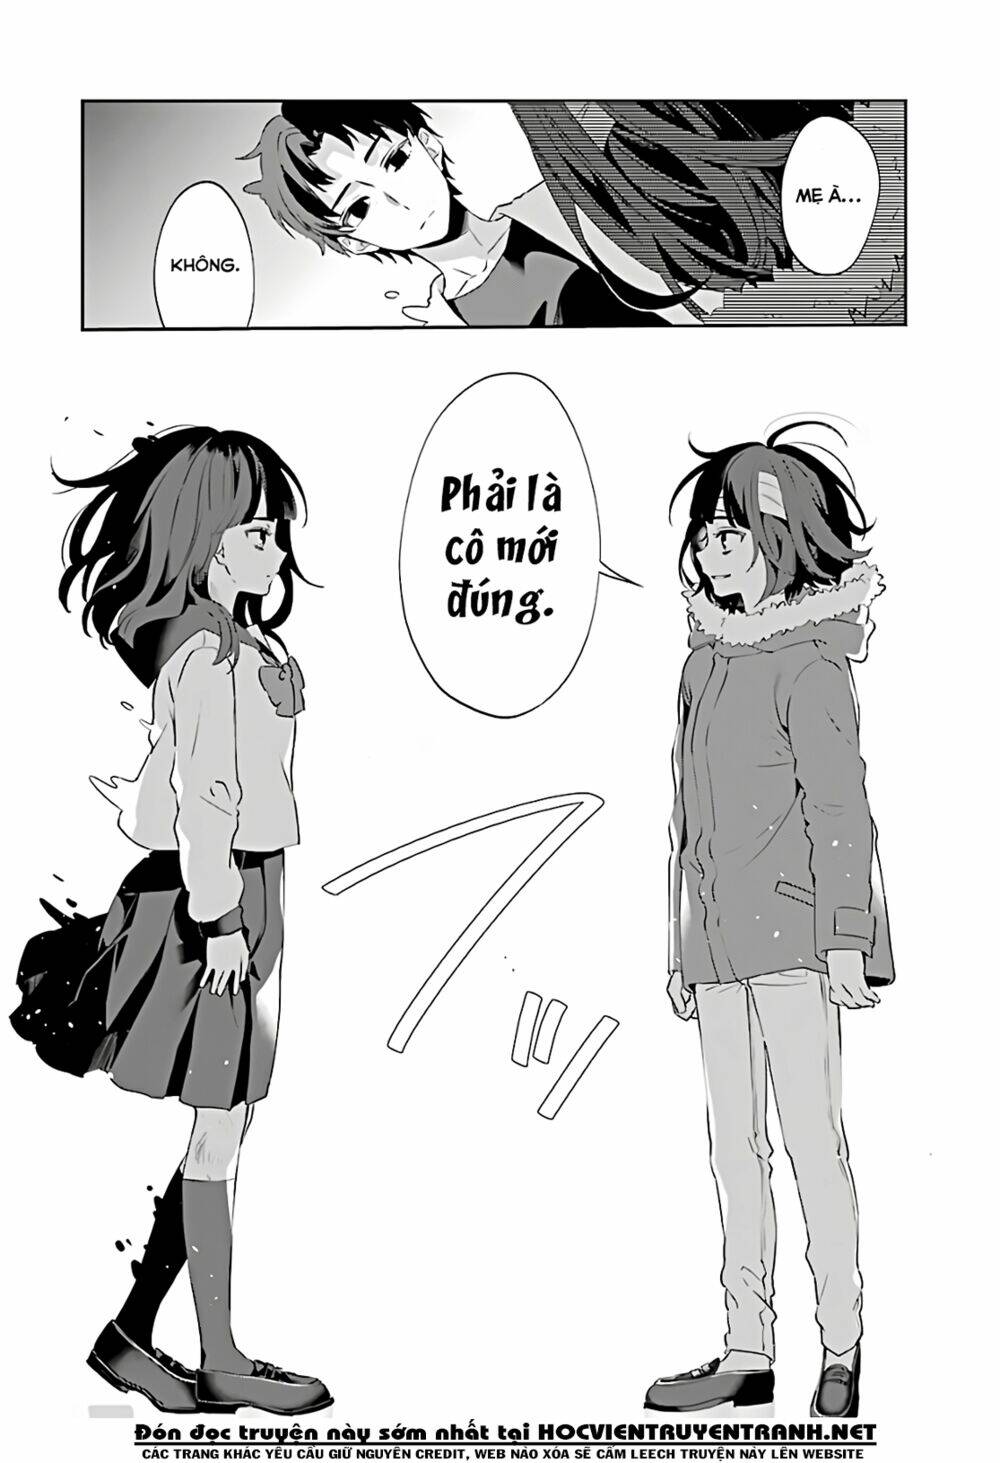 MẸ À...
KHÔNG.
Phải là
cô mới
đúng.
フッ
Đón đọc truyện này sớm nhất tại HOCVIENTRUYENTRANH.NET
CÁC TRANG KHÁC YÊU CẦU GIỮ NGUYÊN CREDIT, WEB NÀO XÓA SẼ CẤM LEECH TRUYỆN NÀY LÊN WEBSITE